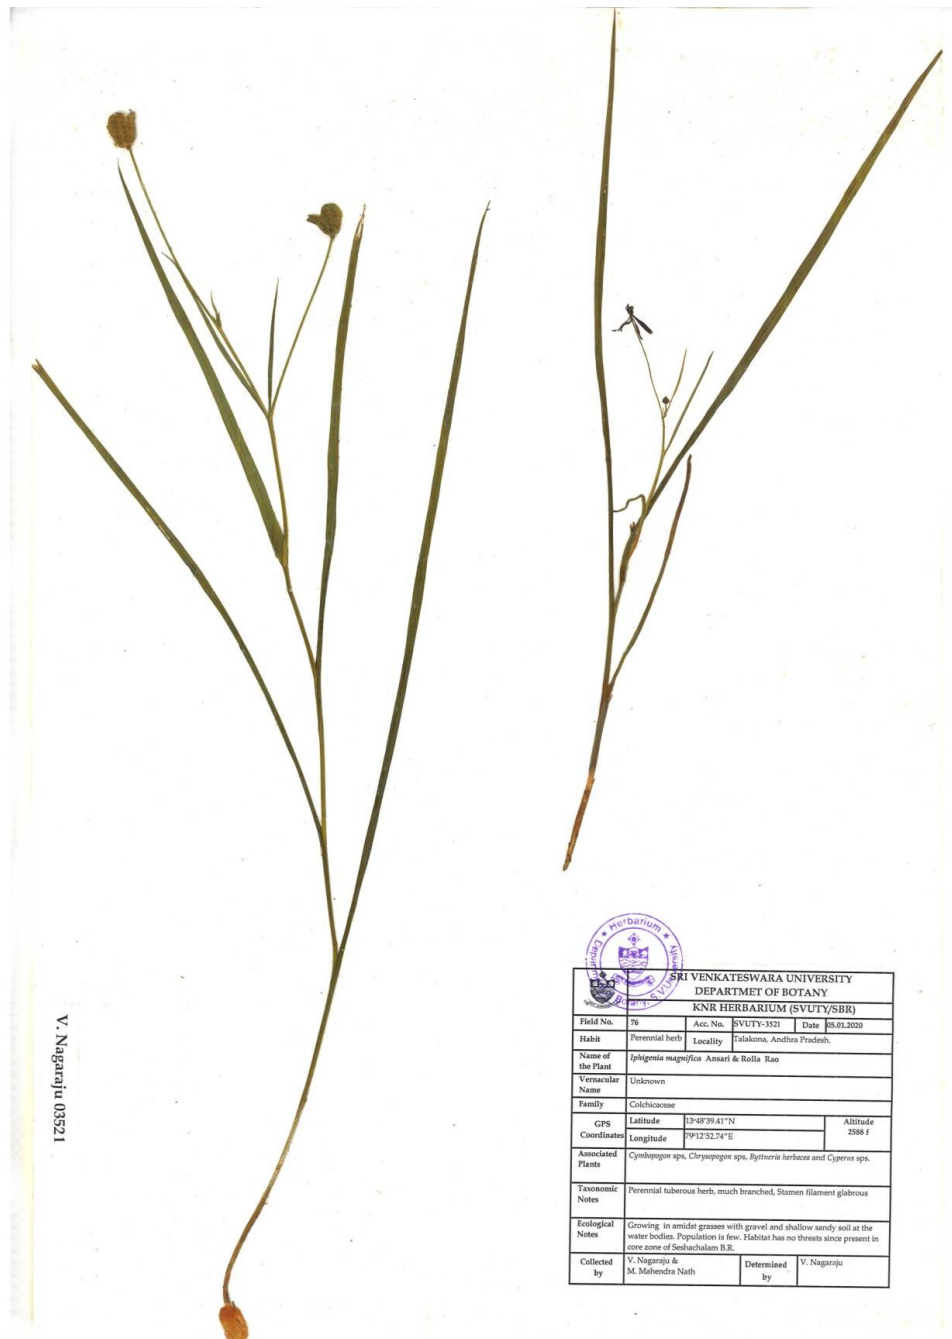 ★ Herbarium ★
Botany, S.V.University
SRI VENKATESWARA UNIVERSITY
DEPARTMET OF BOTANY
KNR HERBARIUM (SVUTY/SBR)
Field No. 76 Acc. No. SVUTY-3521 Date 05.01.2020
Habit Perennial herb Locality Talakona, Andhra Pradesh.
Name of the Plant Iphigenia magnifica Ansari & Rolla Rao
Vernacular Name Unknown
Family Colchicaceae
GPS Coordinates Latitude 13°48'39.41"N Altitude 2588 f
Longitude 79°12'52.74"E
Associated Plants Cymbopogon sps, Chrysopogon sps, Byttneria herbacea and Cyperus sps.
Taxonomic Notes Perennial tuberous herb, much branched, Stamen filament glabrous
Ecological Notes Growing in amidst grasses with gravel and shallow sandy soil at the
water bodies. Population is few. Habitat has no threats since present in
core zone of Seshachalam B.R.
Collected by V. Nagaraju &
M. Mahendra Nath
Determined by V. Nagaraju
V. Nagaraju 03521